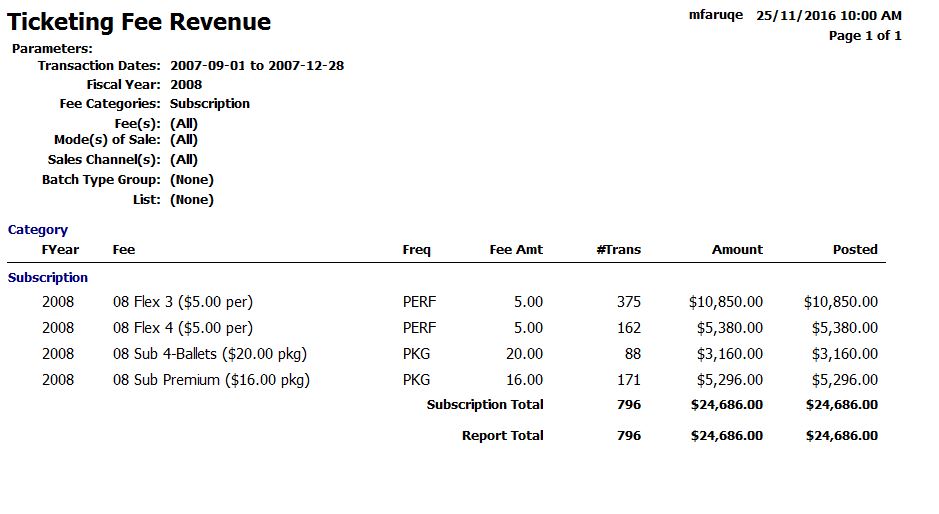 Ticketing Fee Revenue
mfaruqe 25/11/2016 10:00 AM
Page 1 of 1
Parameters:
Transaction Dates: 2007-09-01 to 2007-12-28
Fiscal Year: 2008
Fee Categories: Subscription
Fee(s): (All)
Mode(s) of Sale: (All)
Sales Channel(s): (All)
Batch Type Group: (None)
List: (None)
Category
FYear Fee Freq Fee Amt #Trans Amount Posted
Subscription
2008 08 Flex 3 ($5.00 per) PERF 5.00 375 $10,850.00 $10,850.00
2008 08 Flex 4 ($5.00 per) PERF 5.00 162 $5,380.00 $5,380.00
2008 08 Sub 4-Ballets ($20.00 pkg) PKG 20.00 88 $3,160.00 $3,160.00
2008 08 Sub Premium ($16.00 pkg) PKG 16.00 171 $5,296.00 $5,296.00
Subscription Total 796 $24,686.00 $24,686.00
Report Total 796 $24,686.00 $24,686.00